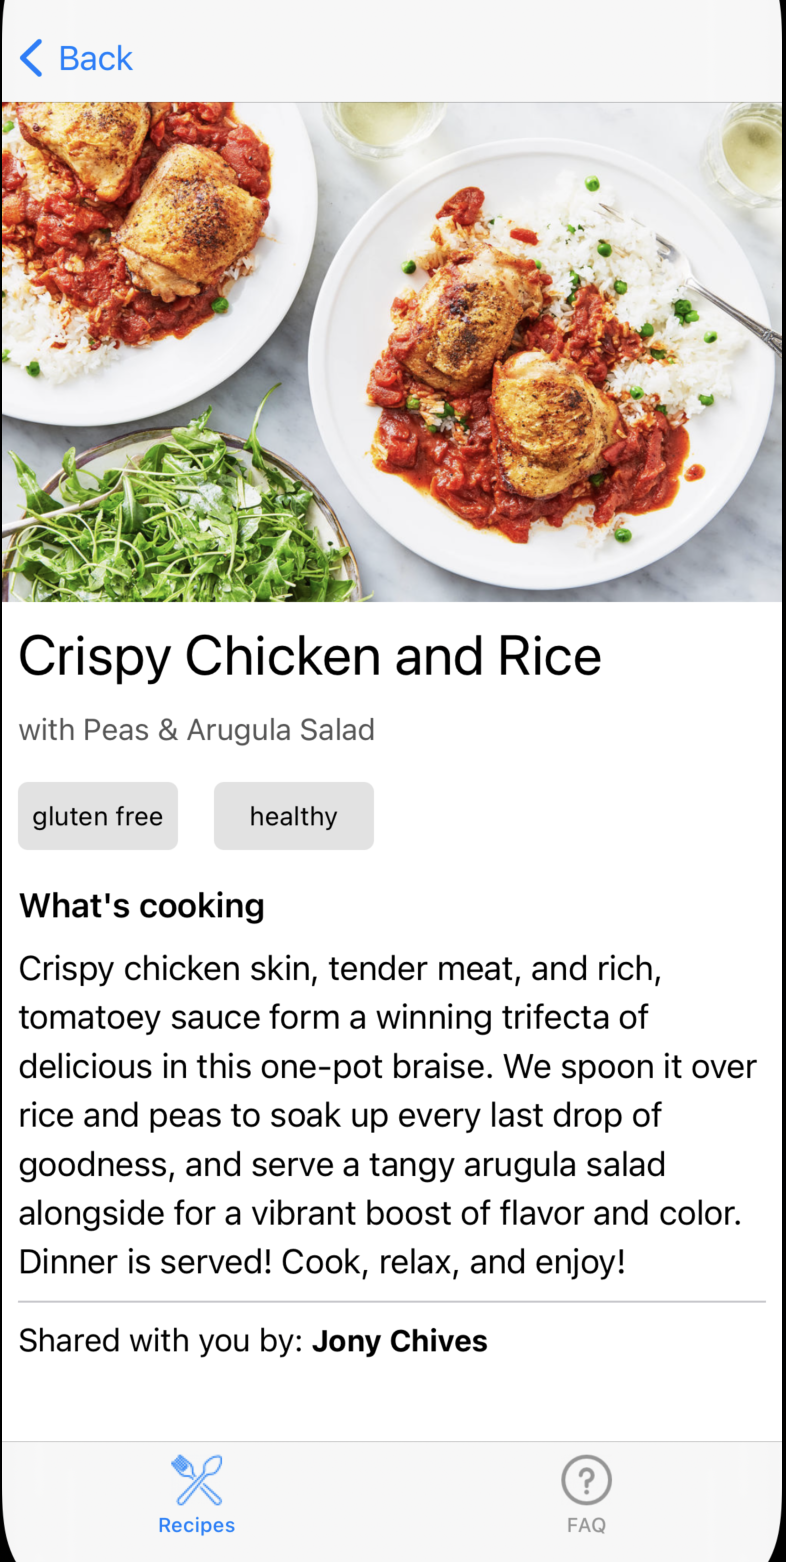 Back
Crispy Chicken and Rice
with Peas & Arugula Salad
gluten free
healthy
What's cooking
Crispy chicken skin, tender meat, and rich,
tomatoey sauce form a winning trifecta of
delicious in this one-pot braise. We spoon it over
rice and peas to soak up every last drop of
goodness, and serve a tangy arugula salad
alongside for a vibrant boost of flavor and color.
Dinner is served! Cook, relax, and enjoy!
Shared with you by: Jony Chives
Recipes
FAQ